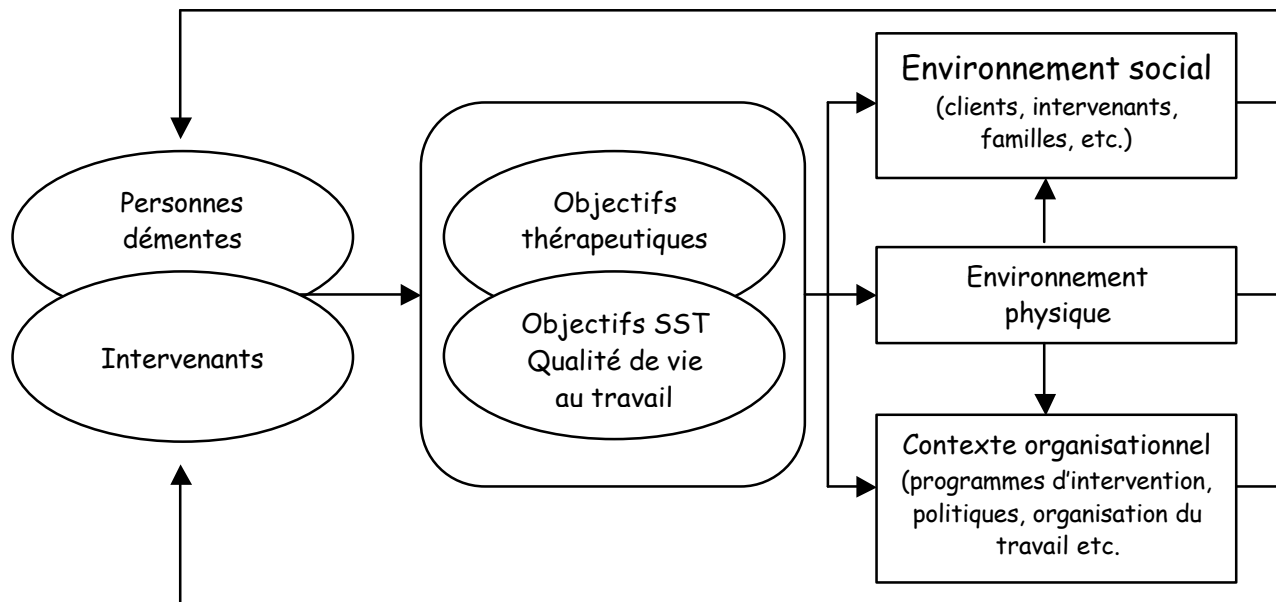 Personnes
démentes
Intervenants
Objectifs
thérapeutiques
Objectifs SST
Qualité de vie
au travail
Environnement social
(clients, intervenants,
familles, etc.)
Environnement
physique
Contexte organisationnel
(programmes d'intervention,
politiques, organisation du
travail etc.